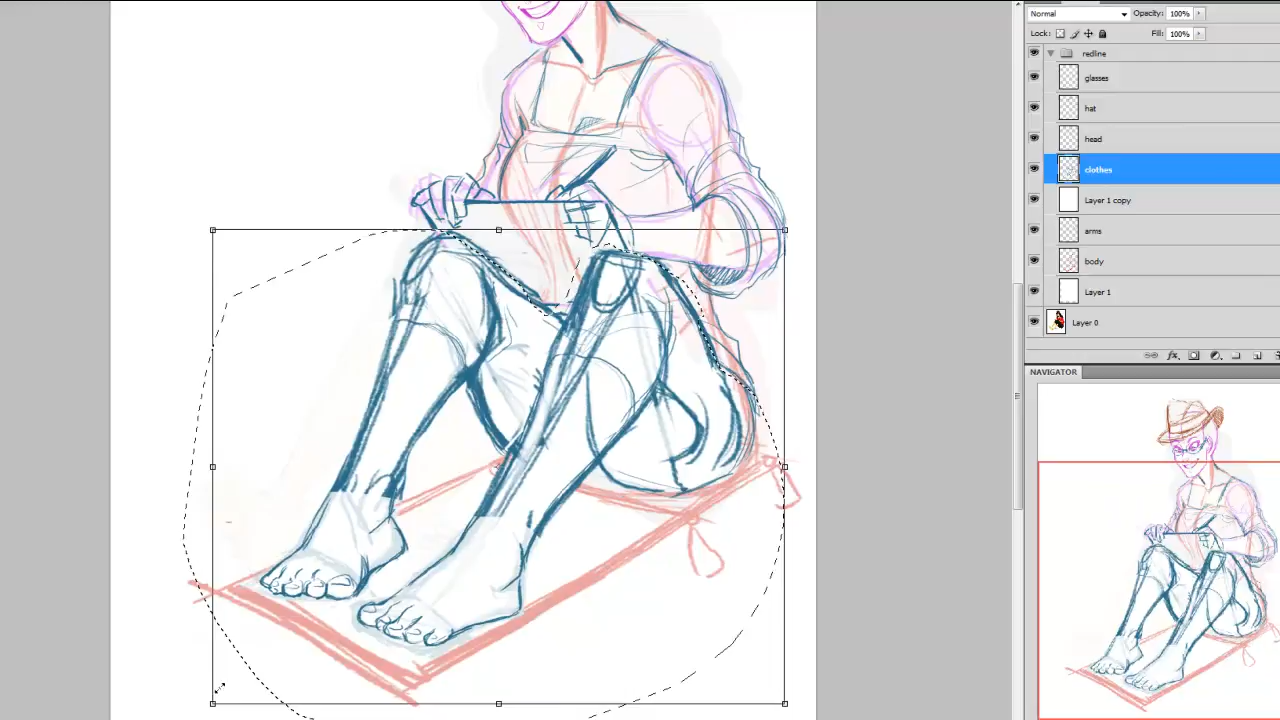 Normal Opacity: 100%
Lock: Fill: 100%
redline
glasses
hat
head
clothes
Layer 1 copy
arms
body
Layer 1
Layer 0
fx
NAVIGATOR